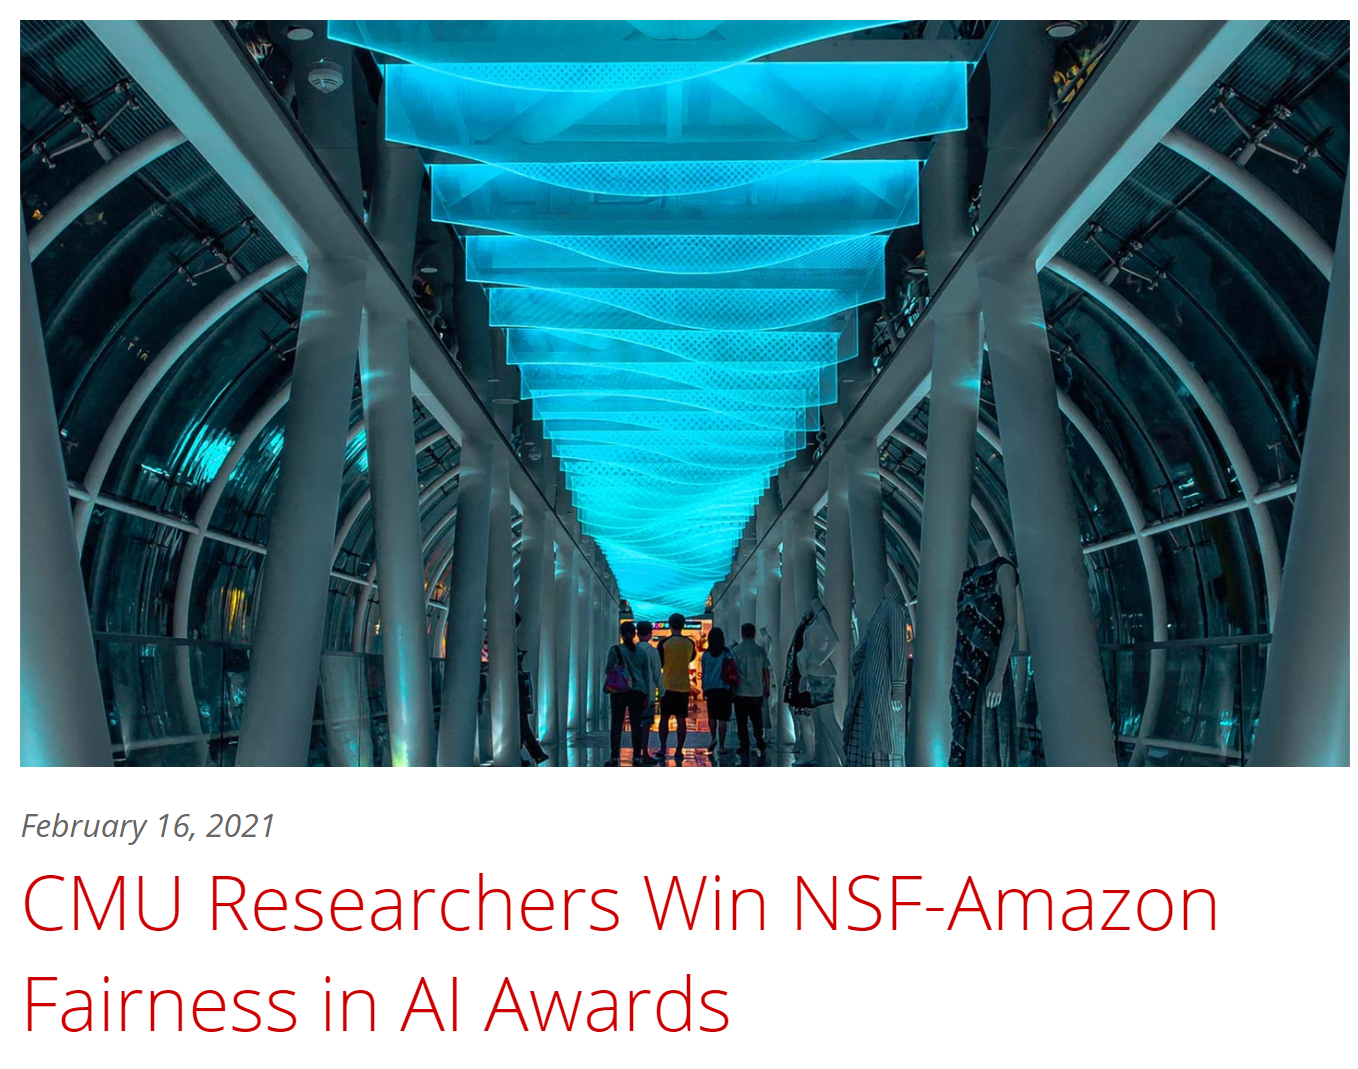 February 16, 2021
CMU Researchers Win NSF-Amazon
Fairness in AI Awards